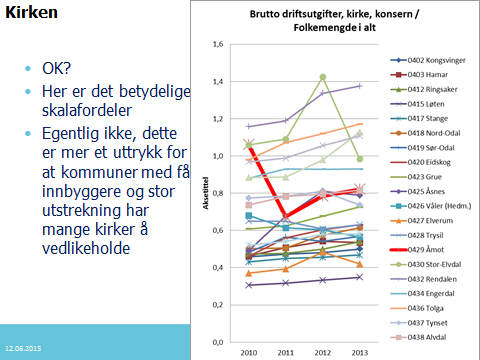 Kirken
• OK?
• Her er det betydelige
skalafordeler
• Egentlig ikke, dette
er mer et uttrykk for
at kommuner med få
innbyggere og stor
utstrekning har
mange kirker å
vedlikeholde
12.06.2015
Brutto driftsutgifter, kirke, konsern /
Folkemengde i alt
Aksetittel
1,6
1,4
1,2
1,0
0,8
0,6
0,4
0,2
0,0
2010 2011 2012 2013
0402 Kongsvinger
0403 Hamar
0412 Ringsaker
0415 Løten
0417 Stange
0418 Nord-Odal
0419 Sør-Odal
0420 Eidskog
0423 Grue
0425 Åsnes
0426 Våler (Hedm.)
0427 Elverum
0428 Trysil
0429 Åmot
0430 Stor-Elvdal
0432 Rendalen
0434 Engerdal
0436 Tolga
0437 Tynset
0438 Alvdal